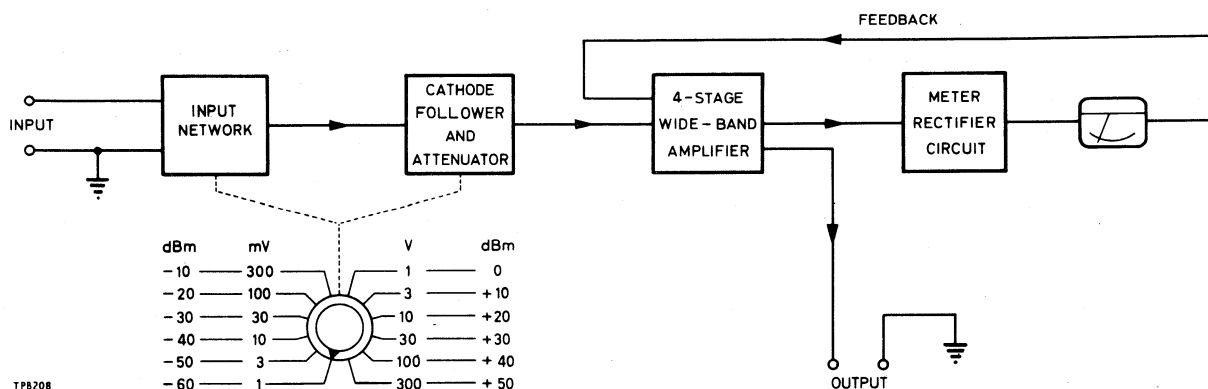 FEEDBACK
INPUT
INPUT
NETWORK
CATHODE
FOLLOWER
AND
ATTENUATOR
4-STAGE
WIDE-BAND
AMPLIFIER
METER
RECTIFIER
CIRCUIT
dBm mV V dBm
-10 300 1 0
-20 100 3 +10
-30 30 10 +20
-40 10 30 +30
-50 3 100 +40
-60 1 300 +50
OUTPUT
TPB208